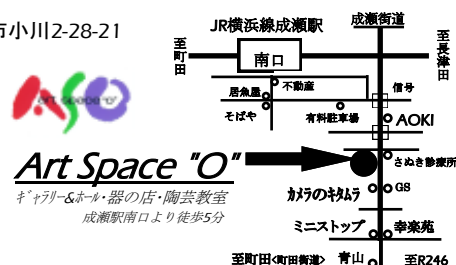 市小川2-28-21
art space "o"
Art Space "O"
ｷﾞｬﾗﾘｰ&ﾎｰﾙ・器の店・陶芸教室
成瀬駅南口より徒歩5分
JR横浜線成瀬駅
成瀬街道
至町田
南口
至長津田
不動産
居魚屋
信号
そばや
有料駐車場
AOKI
さぬき診療所
カメラのキタムラ
GS
ミニストップ
幸楽苑
至町田<町田街道>
青山
至R246